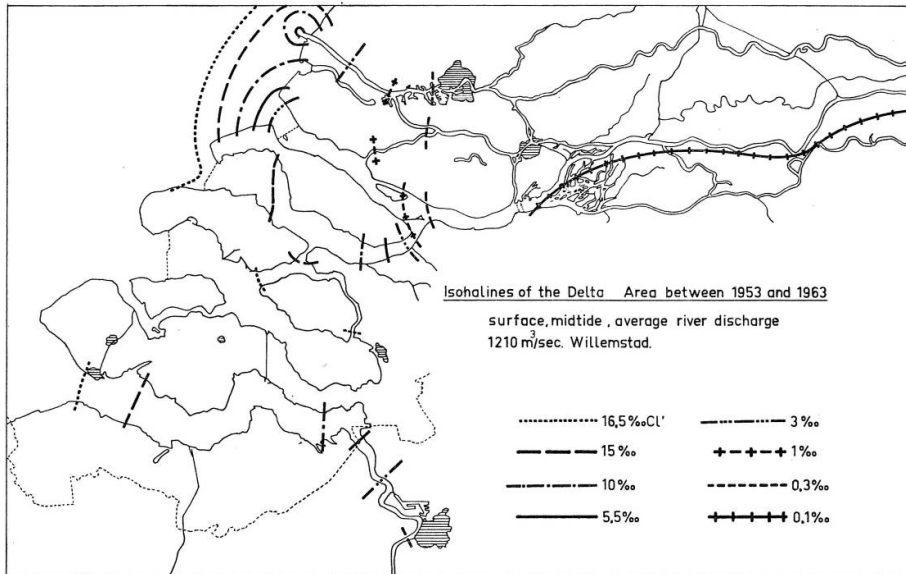 Isohalines of the Delta Area between 1953 and 1963
surface, midtide, average river discharge
1210 m³/sec. Willemstad.
16,5‰Cl' 3‰
15‰ 1‰
10‰ 0,3‰
5,5‰ 0,1‰